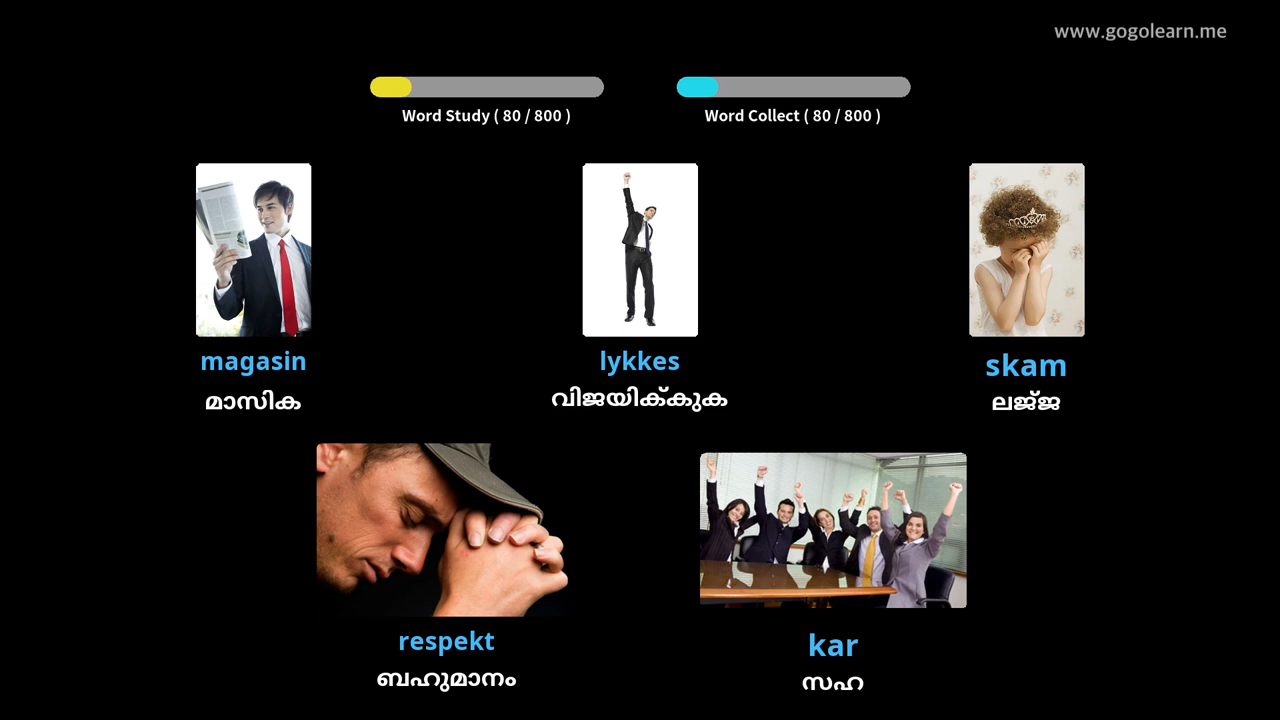 www.gogolearn.me
Word Study ( 80 / 800 )
Word Collect ( 80 / 800 )
magasin
മാസിക
lykkes
വിജയിക്കുക
skam
ലജ്ജ
respekt
ബഹുമാനം
kar
സഹ